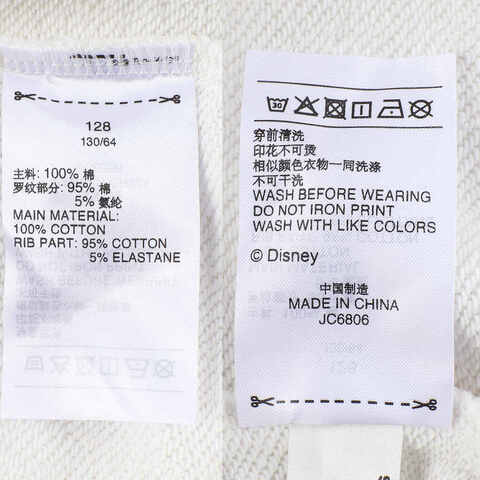 128
130/64
主料: 100% 棉
罗纹部分: 95% 棉
5% 氨纶
MAIN MATERIAL:
100% COTTON
RIB PART: 95% COTTON
5% ELASTANE
30
穿前清洗
印花不可烫
相似颜色衣物一同洗涤
不可干洗
WASH BEFORE WEARING
DO NOT IRON PRINT
WASH WITH LIKE COLORS
© Disney
中国制造
MADE IN CHINA
JC6806